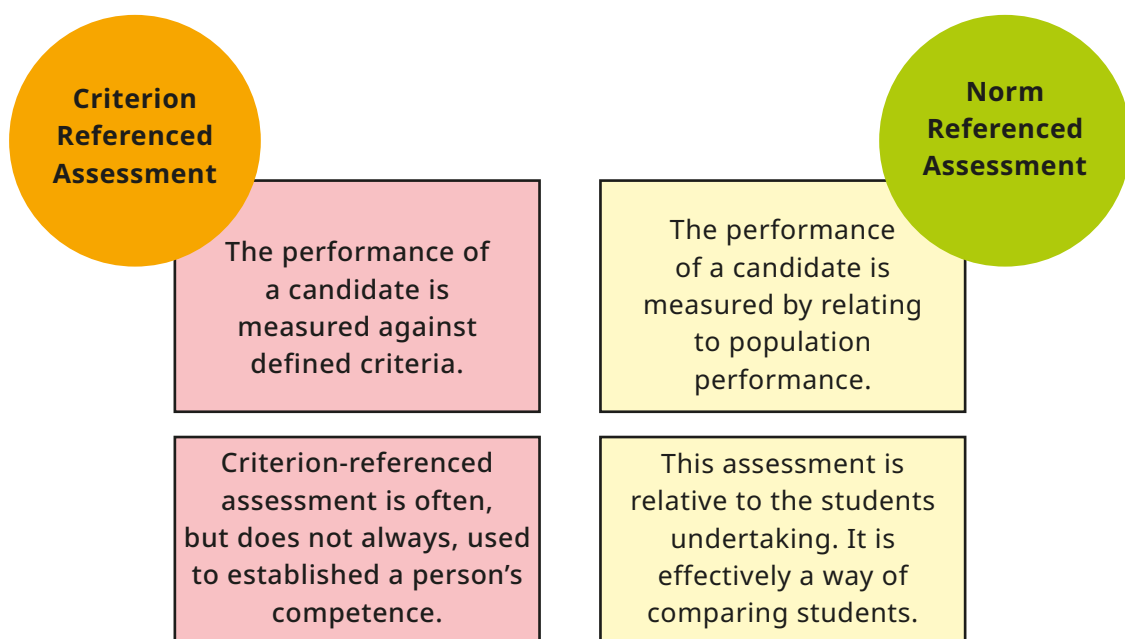 Criterion
Referenced
Assessment
The performance of
a candidate is
measured against
defined criteria.
Criterion-referenced
assessment is often,
but does not always, used
to established a person's
competence.
Norm
Referenced
Assessment
The performance
of a candidate is
measured by relating
to population
performance.
This assessment is
relative to the students
undertaking. It is
effectively a way of
comparing students.